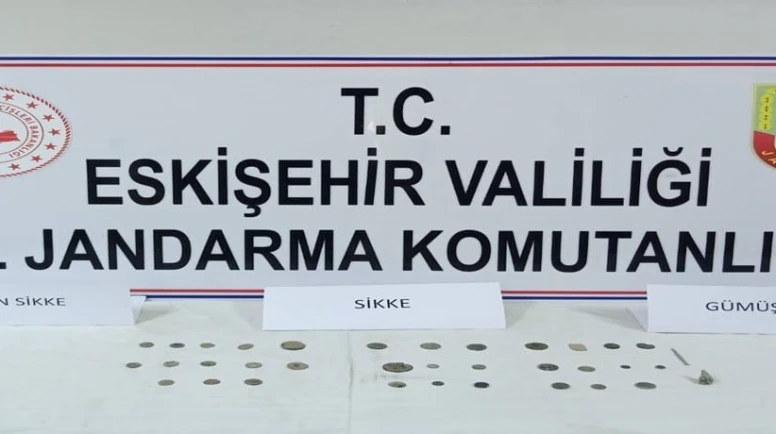 T.C.
ESKİŞEHİR VALİLİĞİ
JANDARMA KOMUTANLI
SİKKE
SİKKE
GÜMÜŞ